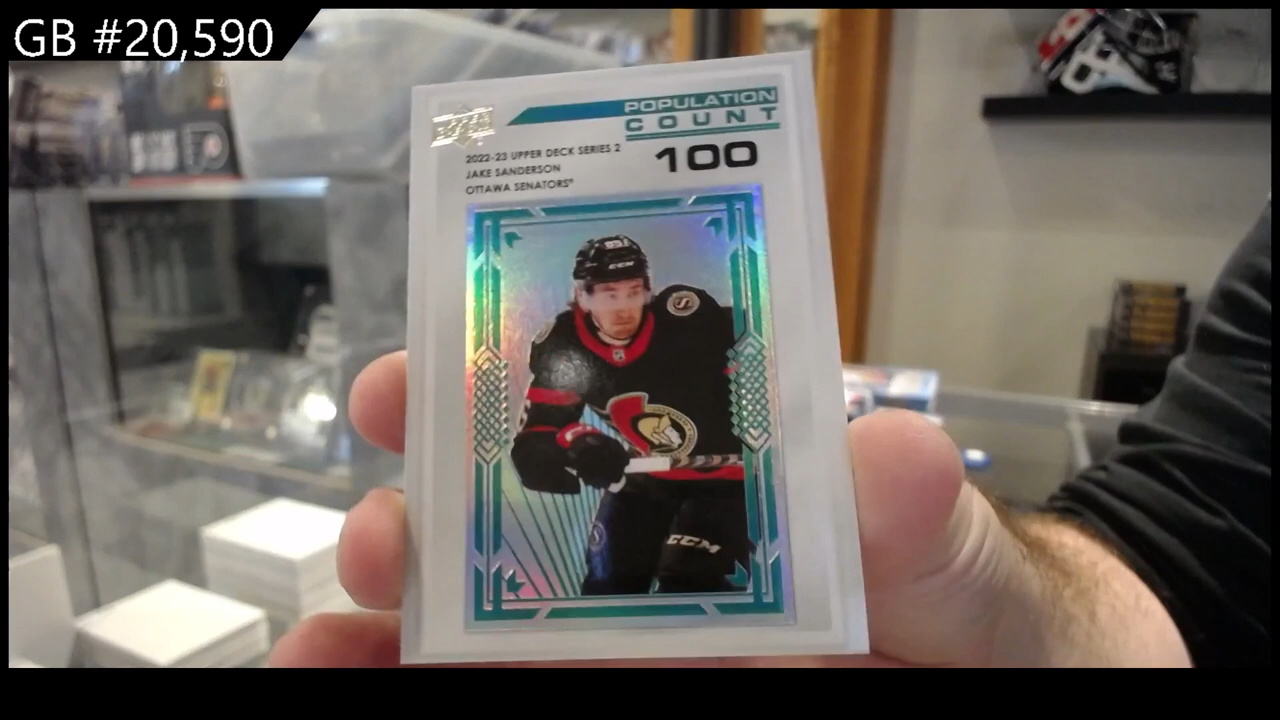 GB #20,590
POPULATION
COUNT
100
UPPER DECK
2022-23 UPPER DECK SERIES 2
JAKE SANDERSON
OTTAWA SENATORS®
85
CCM
CCM